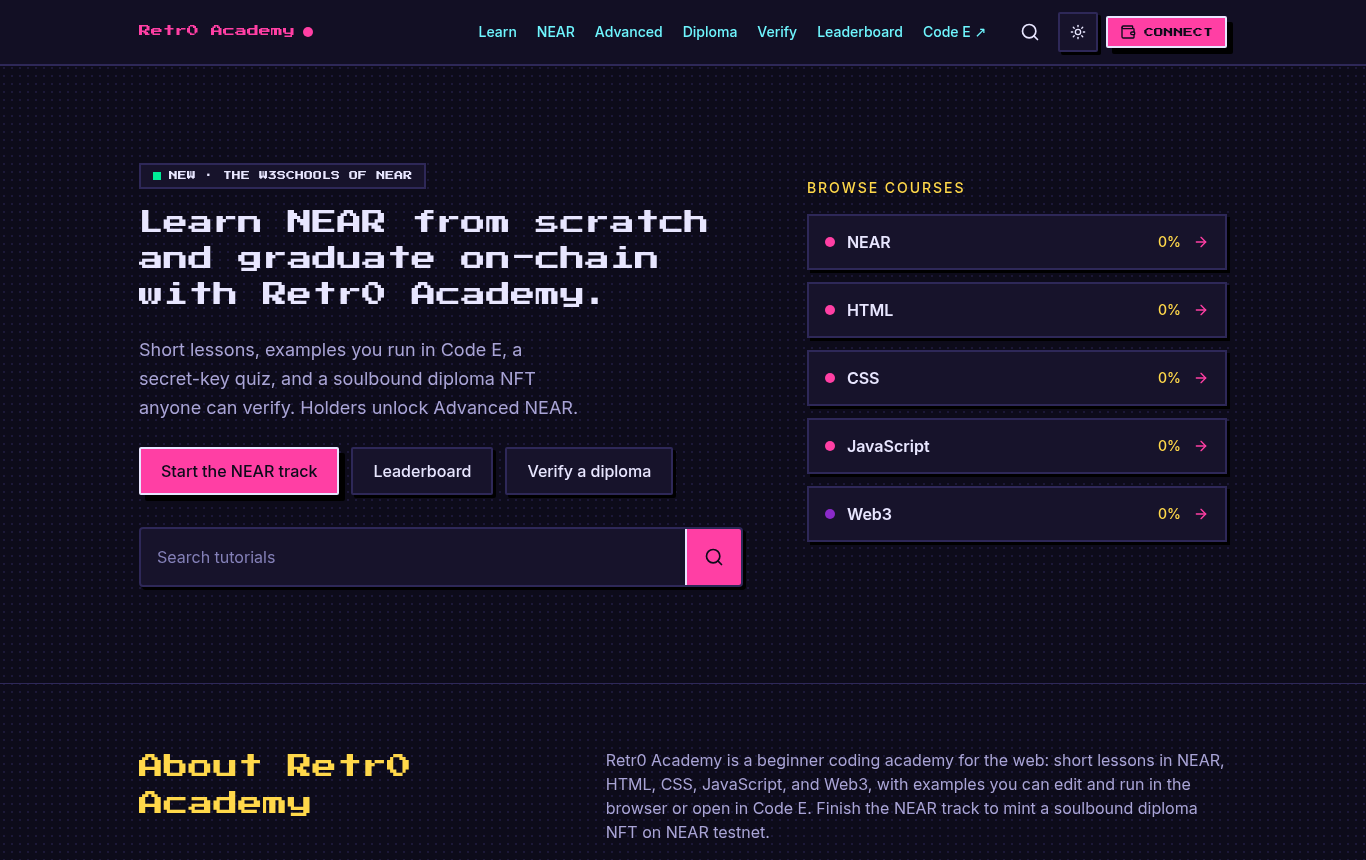 Retr0 Academy
Learn
NEAR
Advanced
Diploma
Verify
Leaderboard
Code E ↗
CONNECT
NEW · THE W3SCHOOLS OF NEAR
Learn NEAR from scratch
and graduate on-chain
with Retr0 Academy.
Short lessons, examples you run in Code E, a
secret-key quiz, and a soulbound diploma NFT
anyone can verify. Holders unlock Advanced NEAR.
Start the NEAR track
Leaderboard
Verify a diploma
Search tutorials
BROWSE COURSES
NEAR 0% →
HTML 0% →
CSS 0% →
JavaScript 0% →
Web3 0% →
About Retr0
Academy
Retr0 Academy is a beginner coding academy for the web: short lessons in NEAR,
HTML, CSS, JavaScript, and Web3, with examples you can edit and run in the
browser or open in Code E. Finish the NEAR track to mint a soulbound diploma
NFT on NEAR testnet.